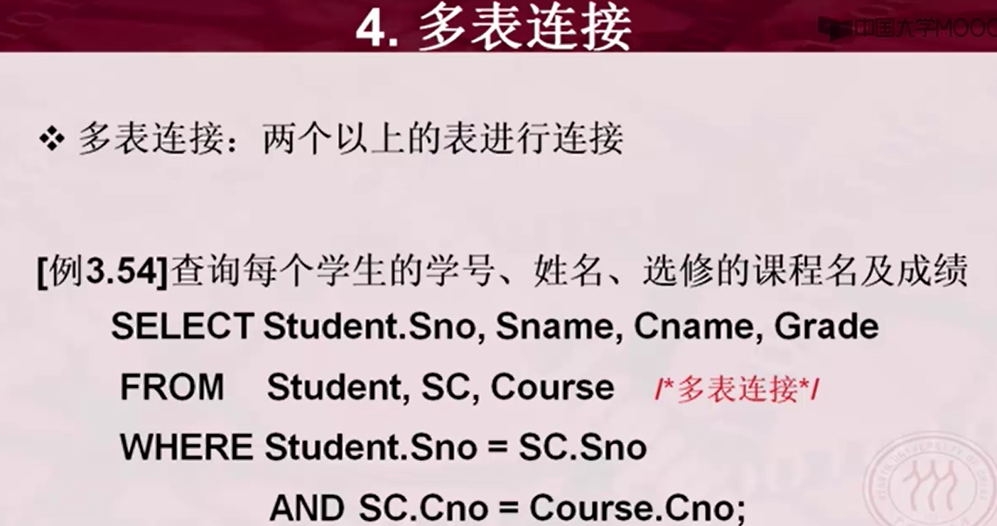 4. 多表连接
中国大学MOOC
❖ 多表连接：两个以上的表进行连接
[例3.54]查询每个学生的学号、姓名、选修的课程名及成绩
SELECT Student.Sno, Sname, Cname, Grade
FROM Student, SC, Course /*多表连接*/
WHERE Student.Sno = SC.Sno
AND SC.Cno = Course.Cno;